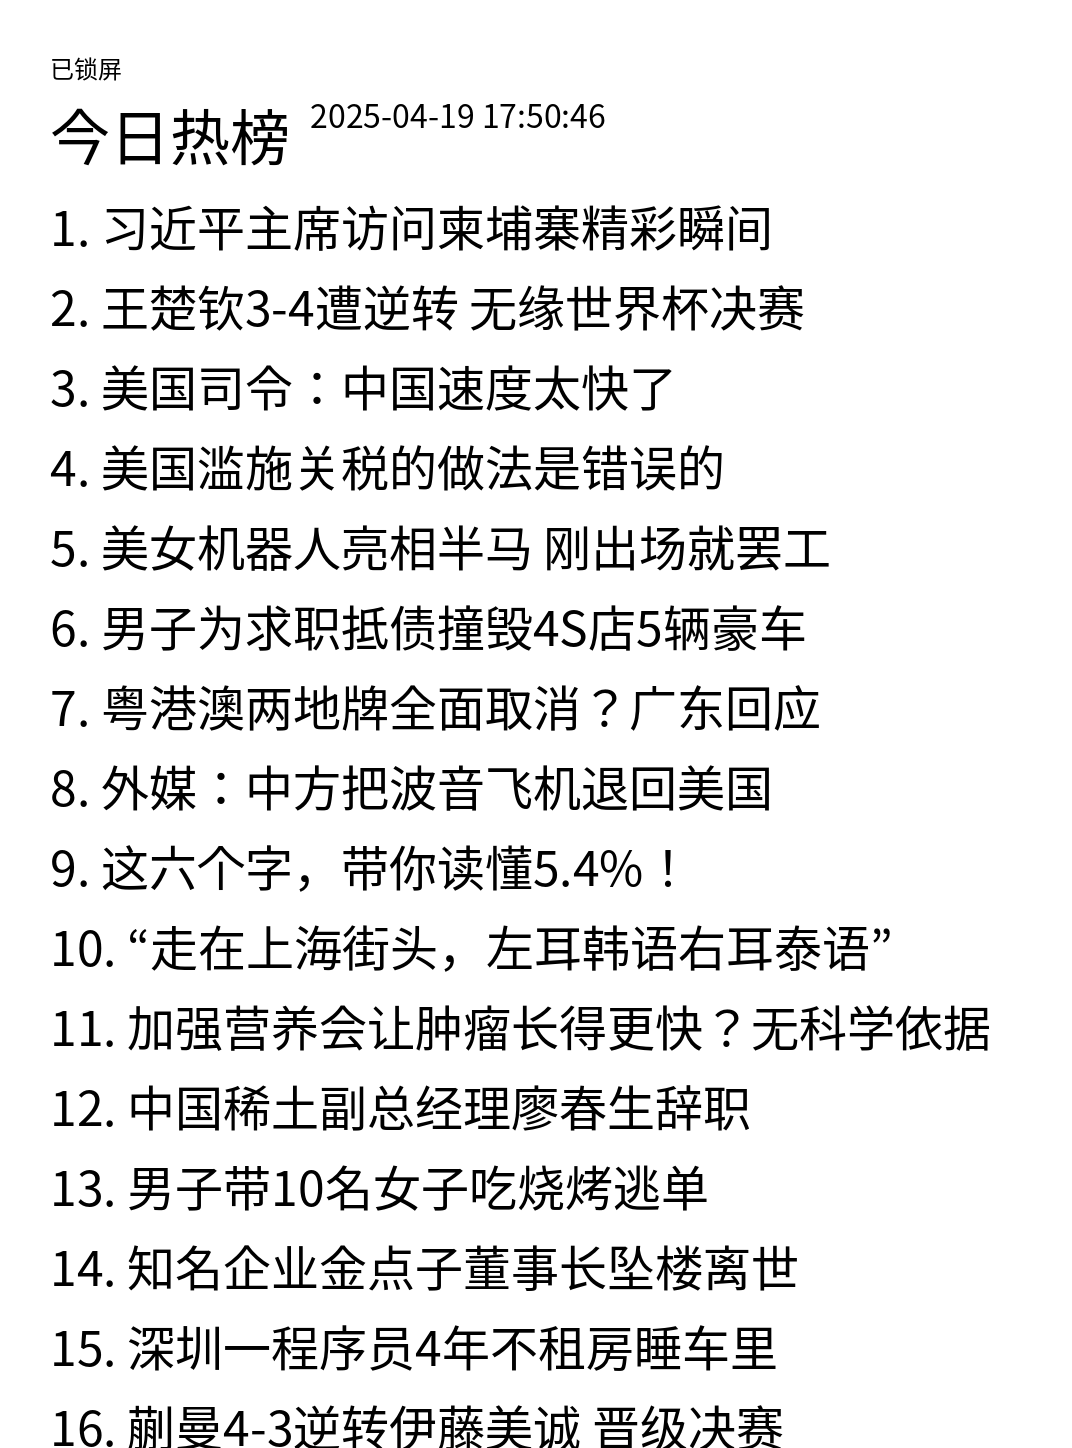 已锁屏
今日热榜 2025-04-19 17:50:46
1. 习近平主席访问柬埔寨精彩瞬间
2. 王楚钦3-4遭逆转 无缘世界杯决赛
3. 美国司令：中国速度太快了
4. 美国滥施关税的做法是错误的
5. 美女机器人亮相半马 刚出场就罢工
6. 男子为求职抵债撞毁4S店5辆豪车
7. 粤港澳两地牌全面取消？广东回应
8. 外媒：中方把波音飞机退回美国
9. 这六个字，带你读懂5.4%！
10. “走在上海街头，左耳韩语右耳泰语”
11. 加强营养会让肿瘤长得更快？无科学依据
12. 中国稀土副总经理廖春生辞职
13. 男子带10名女子吃烧烤逃单
14. 知名企业金点子董事长坠楼离世
15. 深圳一程序员4年不租房睡车里
16. 蒯曼4-3逆转伊藤美诚 晋级决赛